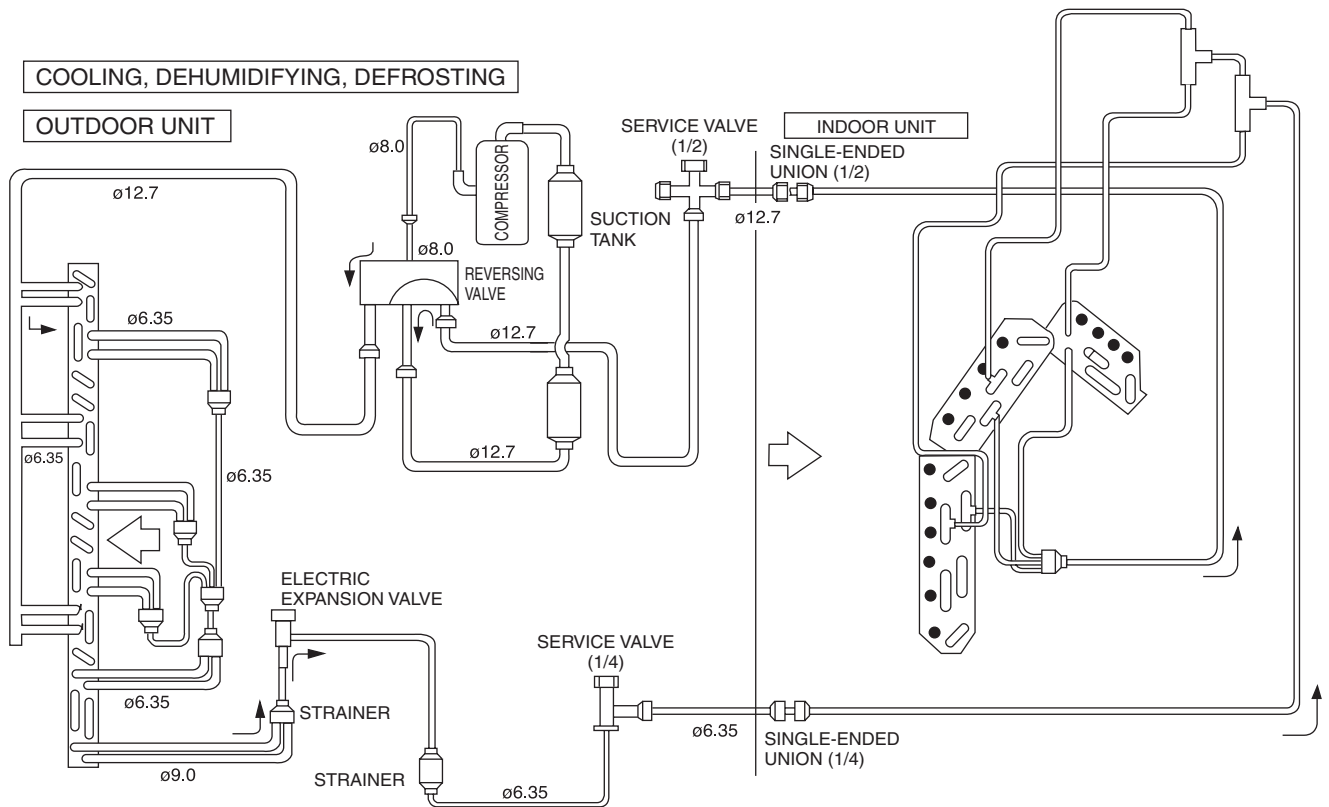 COOLING, DEHUMIDIFYING, DEFROSTING
OUTDOOR UNIT
SERVICE VALVE
(1/2)
INDOOR UNIT
SINGLE-ENDED
UNION (1/2)
ø8.0
COMPRESSOR
ø12.7
SUCTION
TANK
ø12.7
ø8.0
REVERSING
VALVE
ø6.35
ø12.7
ø12.7
ø6.35
ø6.35
ELECTRIC
EXPANSION VALVE
SERVICE VALVE
(1/4)
ø6.35
STRAINER
ø6.35
SINGLE-ENDED
UNION (1/4)
ø9.0
STRAINER
ø6.35